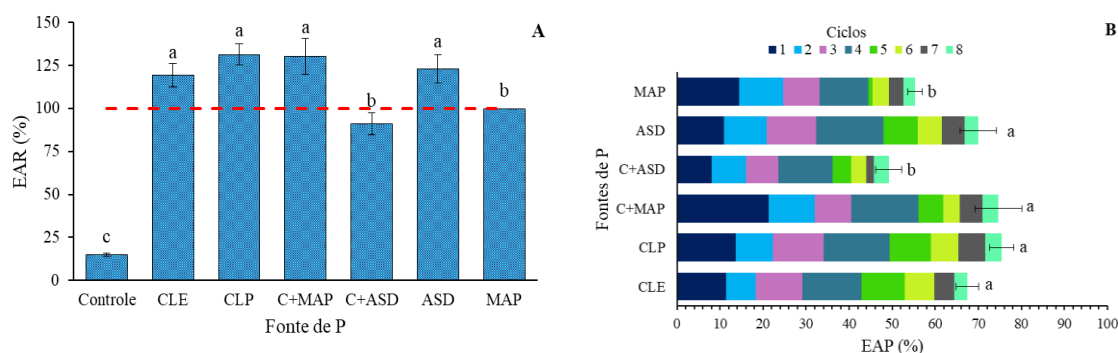 A
EAR (%)
150
125
100
75
50
25
0
c
a
a
a
b
a
b
Controle CLE CLP C+MAP C+ASD ASD MAP
Fonte de P
B
Ciclos
1 2 3 4 5 6 7 8
Fontes de P
MAP
b
ASD
a
C+ASD
b
C+MAP
a
CLP
a
CLE
a
0 10 20 30 40 50 60 70 80 90 100
EAP (%)